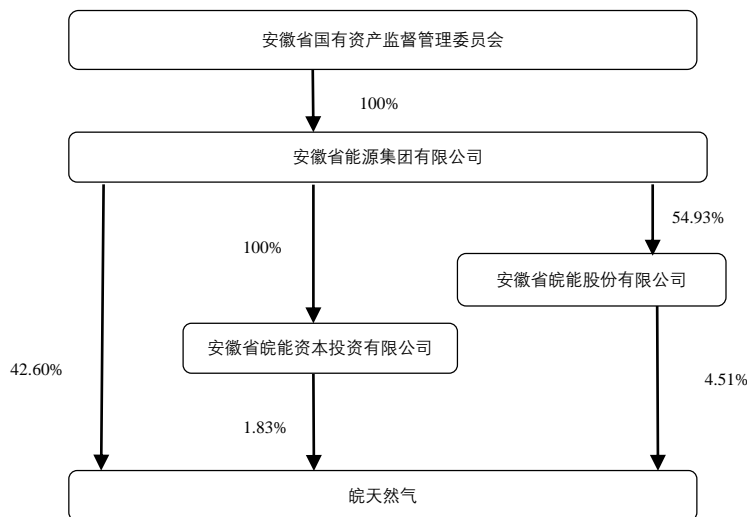 安徽省国有资产监督管理委员会
100%
安徽省能源集团有限公司
54.93%
100%
安徽省皖能股份有限公司
安徽省皖能资本投资有限公司
42.60%
4.51%
1.83%
皖天然气